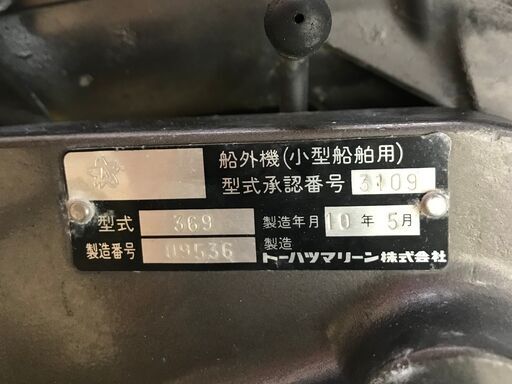 船外機(小型船舶用)
型式承認番号 3109
型式 369 製造年月 10年 5月
製造番号 09536 製造
トーハツマリーン株式会社